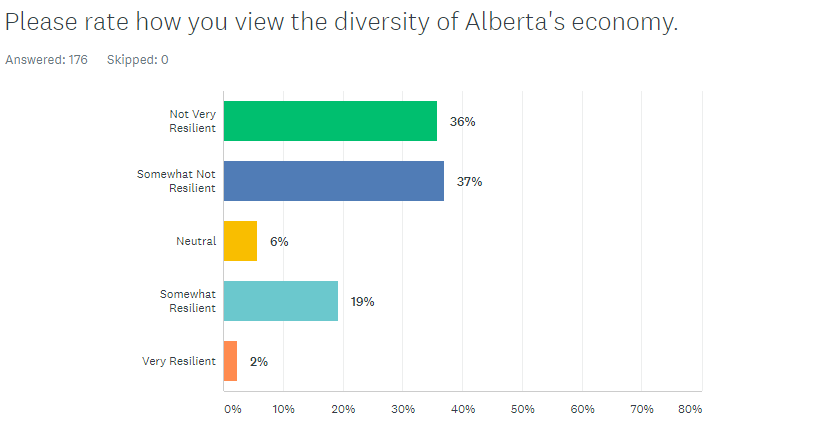 Please rate how you view the diversity of Alberta's economy.
Answered: 176 Skipped: 0
Not Very
Resilient
36%
Somewhat Not
Resilient
37%
Neutral
6%
Somewhat
Resilient
19%
Very Resilient
2%
0% 10% 20% 30% 40% 50% 60% 70% 80%